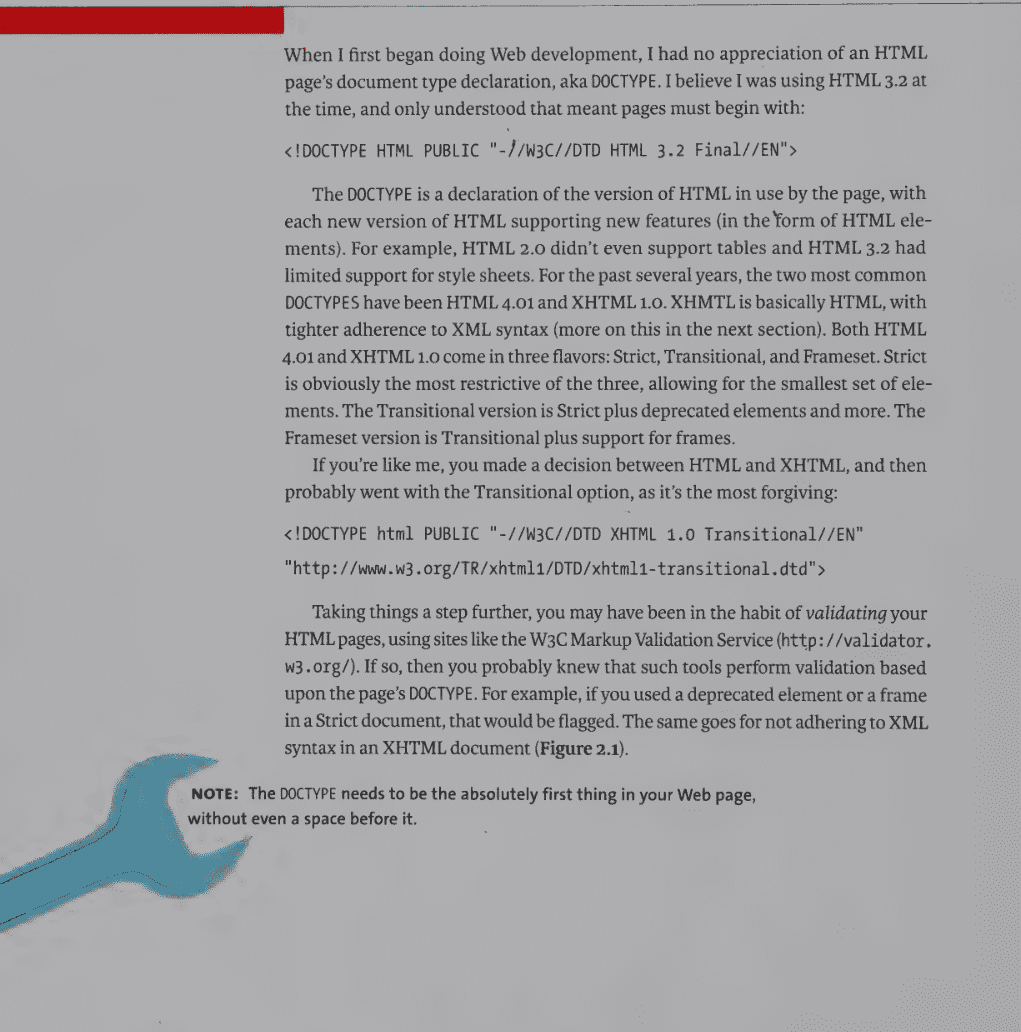 When I first began doing Web development, I had no appreciation of an HTML
page's document type declaration, aka DOCTYPE. I believe I was using HTML 3.2 at
the time, and only understood that meant pages must begin with:
<!DOCTYPE HTML PUBLIC "-//W3C//DTD HTML 3.2 Final//EN">
The DOCTYPE is a declaration of the version of HTML in use by the page, with
each new version of HTML supporting new features (in the form of HTML ele-
ments). For example, HTML 2.0 didn't even support tables and HTML 3.2 had
limited support for style sheets. For the past several years, the two most common
DOCTYPES have been HTML 4.01 and XHTML 1.0. XHMTL is basically HTML, with
tighter adherence to XML syntax (more on this in the next section). Both HTML
4.01 and XHTML 1.0 come in three flavors: Strict, Transitional, and Frameset. Strict
is obviously the most restrictive of the three, allowing for the smallest set of ele-
ments. The Transitional version is Strict plus deprecated elements and more. The
Frameset version is Transitional plus support for frames.
If you're like me, you made a decision between HTML and XHTML, and then
probably went with the Transitional option, as it's the most forgiving:
<!DOCTYPE html PUBLIC "-//W3C//DTD XHTML 1.0 Transitional//EN"
"http://www.w3.org/TR/xhtml1/DTD/xhtml1-transitional.dtd">
Taking things a step further, you may have been in the habit of validating your
HTML pages, using sites like the W3C Markup Validation Service (http://validator.
w3.org/). If so, then you probably knew that such tools perform validation based
upon the page's DOCTYPE. For example, if you used a deprecated element or a frame
in a Strict document, that would be flagged. The same goes for not adhering to XML
syntax in an XHTML document (Figure 2.1).
NOTE: The DOCTYPE needs to be the absolutely first thing in your Web page,
without even a space before it.